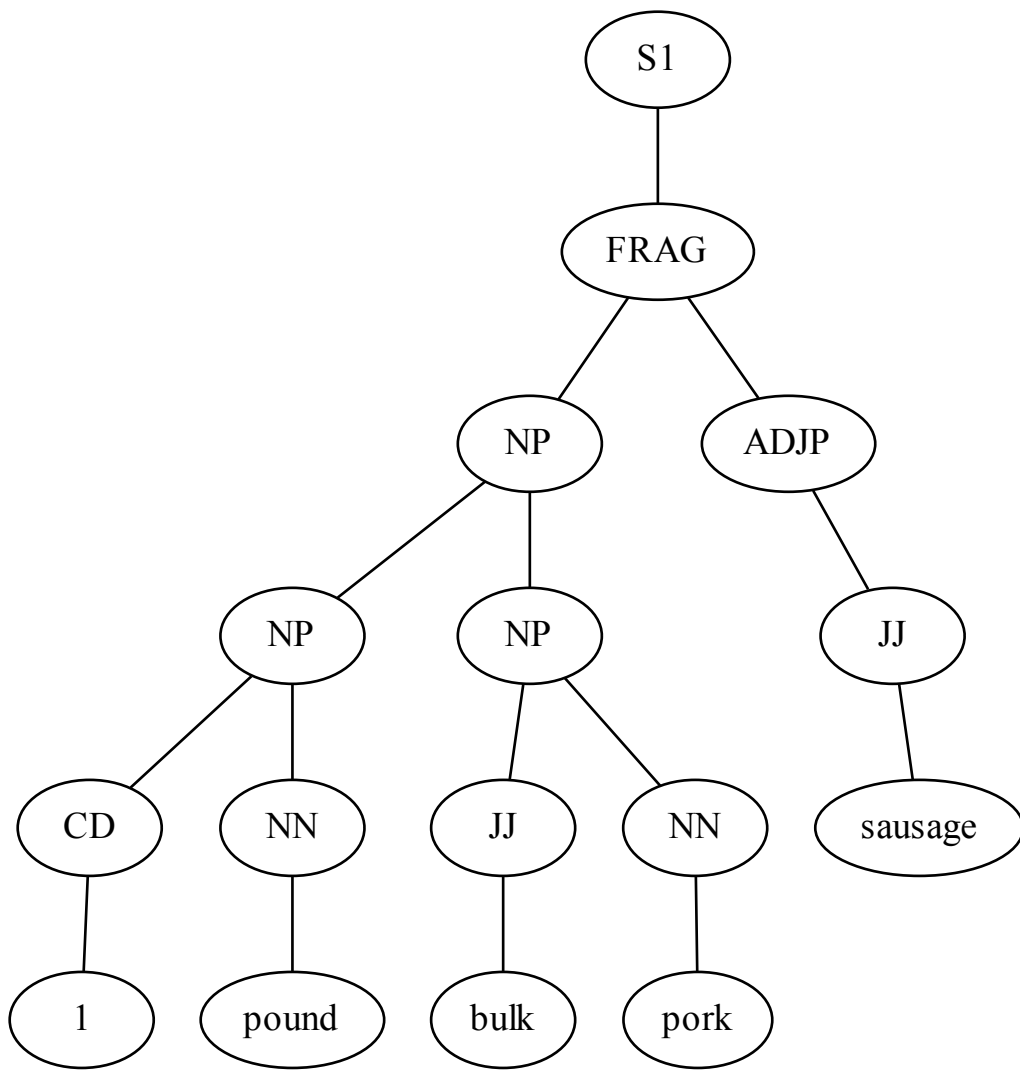 S1
FRAG
NP ADJP
NP NP JJ
CD NN JJ NN sausage
1 pound bulk pork